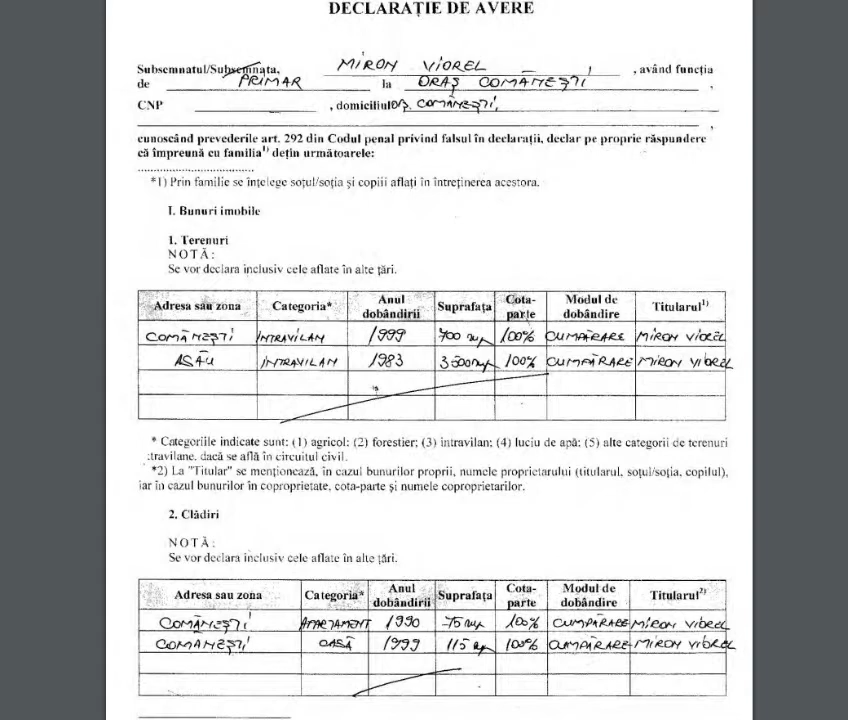 DECLARAȚIE DE AVERE
Subsemnatul/Subsemnata, MIRON VIOREL , având funcția
de PRIMAR la ORAȘ COMĂNEȘTI ,
CNP , domiciliul OȘ. COMĂNEȘTI,
,
cunoscând prevederile art. 292 din Codul penal privind falsul în declarații, declar pe proprie răspundere
că împreună cu familia1) dețin următoarele:
*1) Prin familie se înțelege soțul/soția și copiii aflați în întreținerea acestora.
I. Bunuri imobile
1. Terenuri
NOTĂ:
Se vor declara inclusiv cele aflate în alte țări.
Adresa sau zona Categoria* Anul dobândirii Suprafața Cota-parte Modul de dobândire Titularul1)
COMĂNEȘTI INTRAVILAN 1999 700 mp 100% CUMPĂRARE MIRON VIOREL
ASĂU INTRAVILAN 1983 3500 mp 100% CUMPĂRARE MIRON VIOREL
* Categoriile indicate sunt: (1) agricol; (2) forestier; (3) intravilan; (4) luciu de apă; (5) alte categorii de terenuri
travilane, dacă se află în circuitul civil.
*2) La "Titular" se menționează, în cazul bunurilor proprii, numele proprietarului (titularul, soțul/soția, copilul),
iar în cazul bunurilor în coproprietate, cota-parte și numele coproprietarilor.
2. Clădiri
NOTĂ:
Se vor declara inclusiv cele aflate în alte țări.
Adresa sau zona Categoria* Anul dobândirii Suprafața Cota-parte Modul de dobândire Titularul2)
COMĂNEȘTI APARTAMENT 1990 75 mp 100% CUMPĂRARE MIRON VIOREL
COMĂNEȘTI CASĂ 1999 115 mp 100% CUMPĂRARE MIRON VIOREL